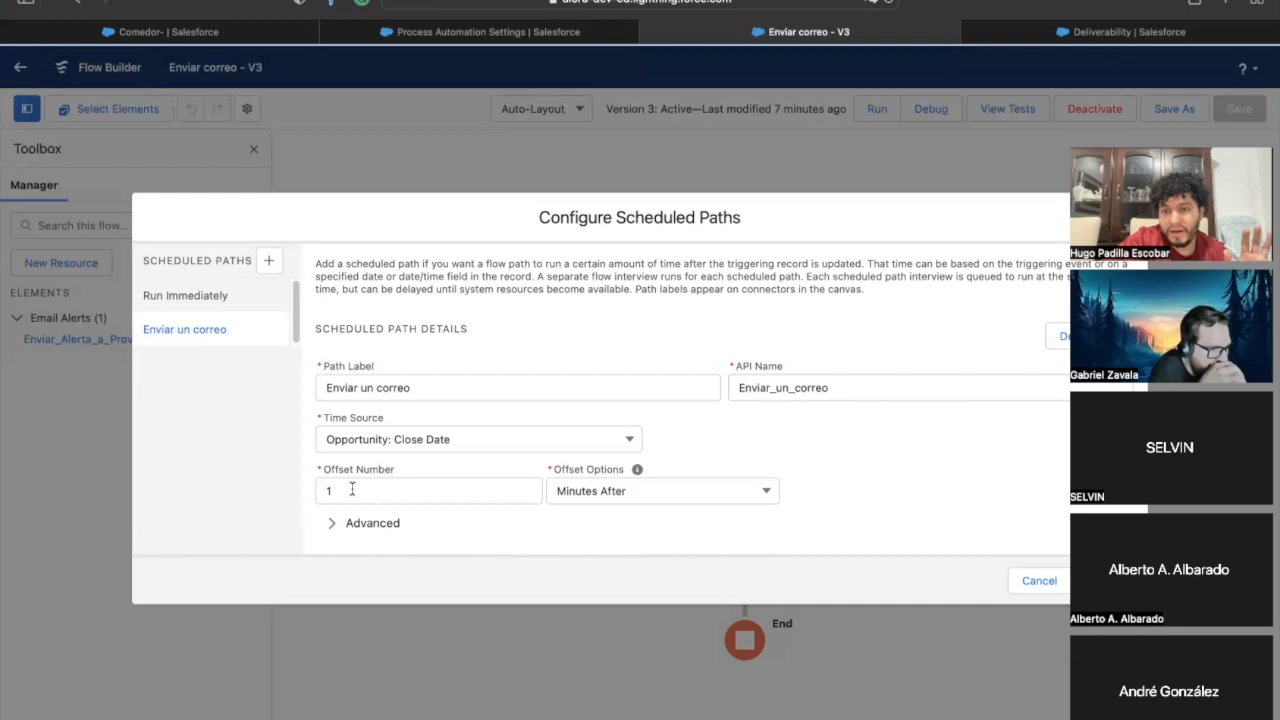 Comedor- | Salesforce
Process Automation Settings | Salesforce
Enviar correo - V3
Deliverability | Salesforce
Flow Builder
Enviar correo - V3
?
Select Elements
Auto-Layout
Version 3: Active—Last modified 7 minutes ago
Run
Debug
View Tests
Deactivate
Save As
Save
Toolbox
Manager
Search this flow...
New Resource
ELEMENTS
Email Alerts (1)
Enviar_Alerta_a_Prov
Configure Scheduled Paths
SCHEDULED PATHS
Run Immediately
Enviar un correo
Add a scheduled path if you want a flow path to run a certain amount of time after the triggering record is updated. That time can be based on the triggering event or on a
specified date or date/time field in the record. A separate flow interview runs for each scheduled path. Each scheduled path interview is queued to run at the s
time, but can be delayed until system resources become available. Path labels appear on connectors in the canvas.
SCHEDULED PATH DETAILS
De
* Path Label
* API Name
Enviar un correo
Enviar_un_correo
* Time Source
Opportunity: Close Date
* Offset Number
* Offset Options
1
Minutes After
Advanced
Cancel
End
Hugo Padilla Escobar
Gabriel Zavala
SELVIN
SELVIN
Alberto A. Albarado
Alberto A. Albarado
André González